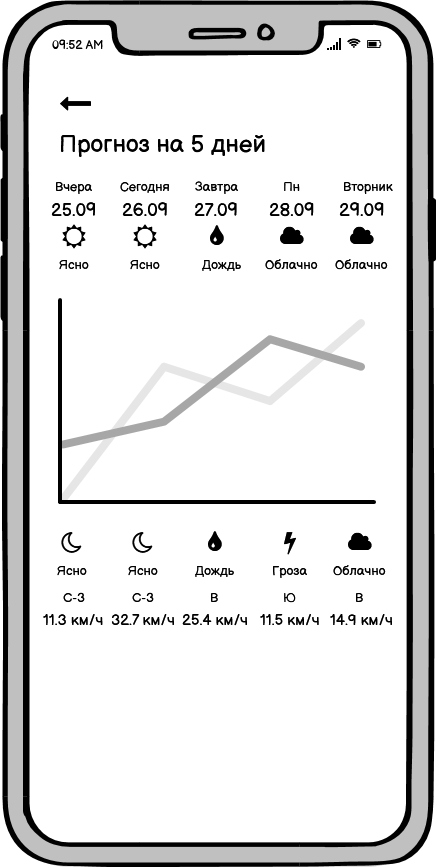 09:52 AM
Прогноз на 5 дней
Вчера Сегодня Завтра Пн Вторник
25.09 26.09 27.09 28.09 29.09
Ясно Ясно Дождь Облачно Облачно
Ясно Ясно Дождь Гроза Облачно
С-З С-З В Ю В
11.3 км/ч 32.7 км/ч 25.4 км/ч 11.5 км/ч 14.9 км/ч